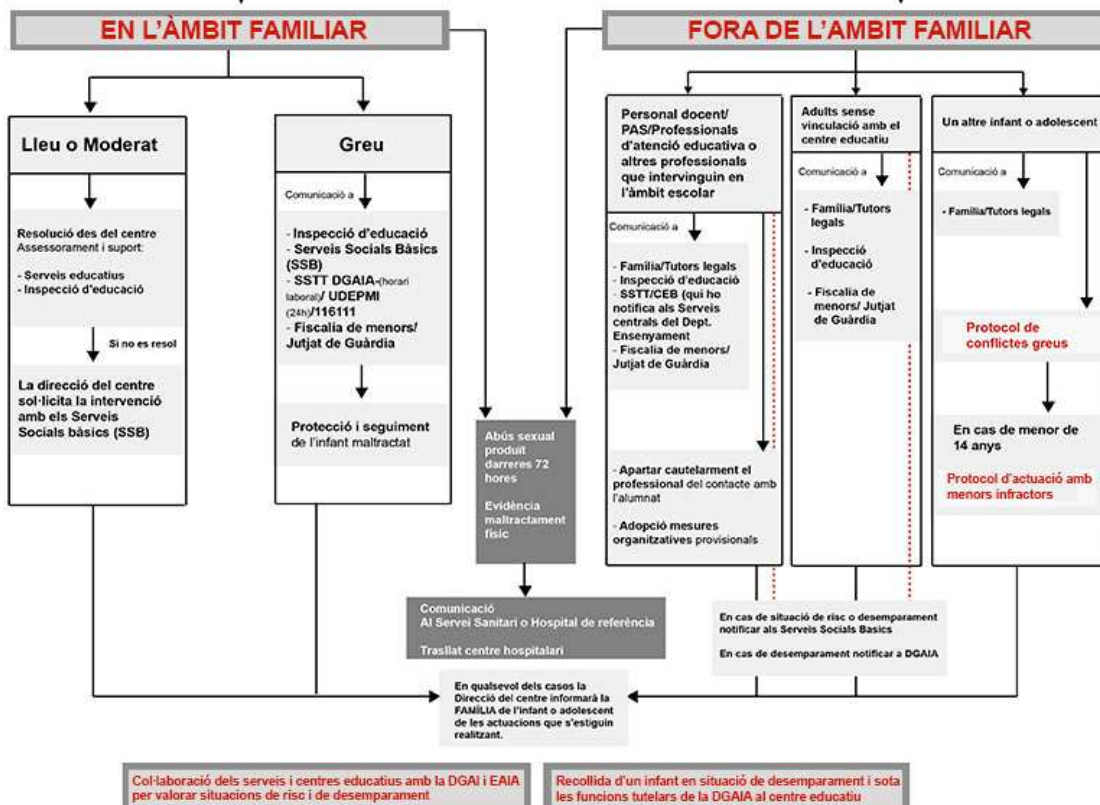 EN L'ÀMBIT FAMILIAR
FORA DE L'AMBIT FAMILIAR
Lleu o Moderat
Resolució des del centre
Assessorament i suport:
- Serveis educatius
- Inspecció d'educació
Si no es resol
La direcció del centre
sol·licita la intervenció
amb els Serveis
Socials bàsics (SSB)
Greu
Comunicació a
- Inspecció d'educació
- Serveis Socials Bàsics
(SSB)
- SSTT DGAIA-(horari
laboral)/ UDEPMI
(24h)/116111
- Fiscalia de menors/
Jutjat de Guàrdia
Protecció i seguiment
de l'infant maltractat
Abús sexual
produït
darreres 72
hores
Evidència
maltractament
físic
Comunicació
Al Servei Sanitari o Hospital de referència
Trasllat centre hospitalari
Personal docent/
PAS/Professionals
d'atenció educativa o
altres professionals
que intervinguin en
l'àmbit escolar
Comunicació a
- Família/Tutors legals
- Inspecció d'educació
- SSTT/CEB (qui ho
notifica als Serveis
centrals del Dept.
Ensenyament
- Fiscalia de menors/
Jutjat de Guàrdia
- Apartar cautelarment el
professional del contacte amb
l'alumnat
- Adopció mesures
organitzatives provisionals
Adults sense
vinculació amb el
centre educatiu
Comunicació a
- Família/Tutors
legals
- Inspecció
d'educació
- Fiscalia de
menors/ Jutjat
de Guàrdia
Un altre infant o adolescent
Comunicació a
- Família/Tutors legals
Protocol de
conflictes greus
En cas de menor de
14 anys
Protocol d'actuació amb
menors infractors
En cas de situació de risc o desemparament
notificar als Serveis Socials Basics
En cas de desemparament notificar a DGAIA
En qualsevol dels casos la
Direcció del centre informarà la
FAMÍLIA de l'infant o adolescent
de les actuacions que s'estiguin
realitzant.
Col·laboració dels serveis i centres educatius amb la DGAI i EAIA
per valorar situacions de risc i de desemparament
Recollida d'un infant en situació de desemparament i sota
les funcions tutelars de la DGAIA al centre educatiu